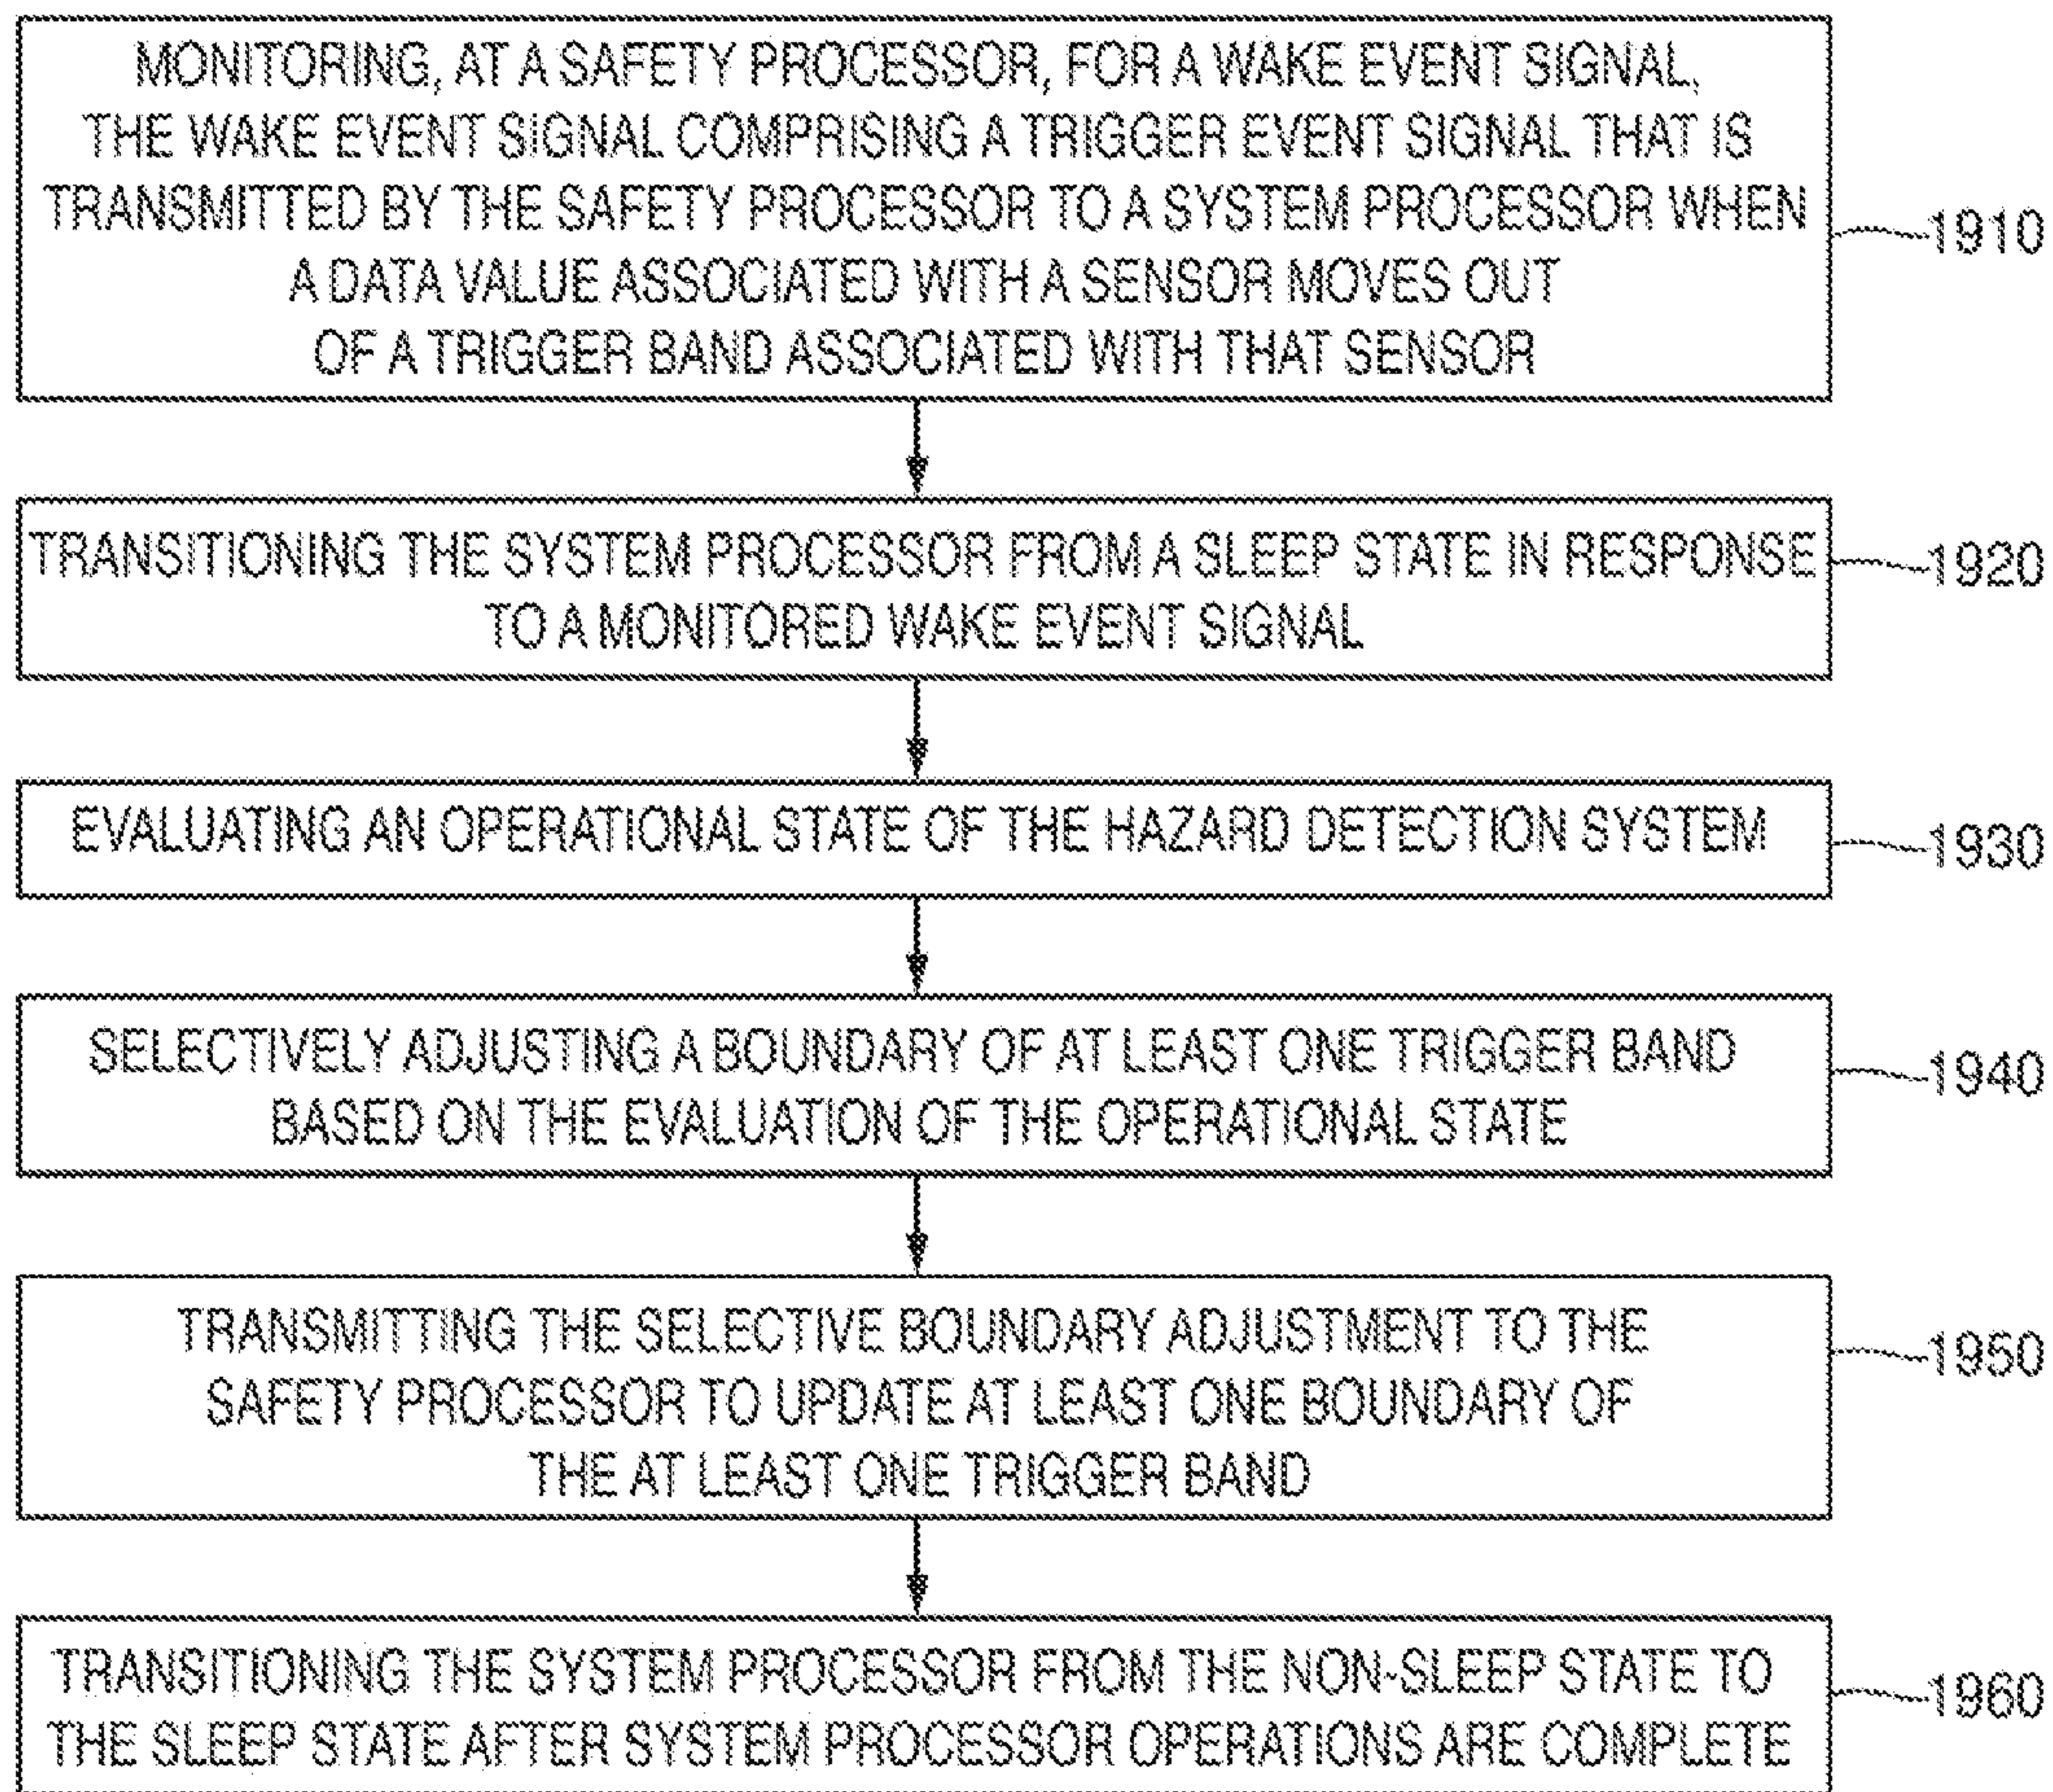 MONITORING, AT A SAFETY PROCESSOR, FOR A WAKE EVENT SIGNAL,
THE WAKE EVENT SIGNAL COMPRISING A TRIGGER EVENT SIGNAL THAT IS
TRANSMITTED BY THE SAFETY PROCESSOR TO A SYSTEM PROCESSOR WHEN
A DATA VALUE ASSOCIATED WITH A SENSOR MOVES OUT
OF A TRIGGER BAND ASSOCIATED WITH THAT SENSOR
1910
TRANSITIONING THE SYSTEM PROCESSOR FROM A SLEEP STATE IN RESPONSE
TO A MONITORED WAKE EVENT SIGNAL
1920
EVALUATING AN OPERATIONAL STATE OF THE HAZARD DETECTION SYSTEM
1930
SELECTIVELY ADJUSTING A BOUNDARY OF AT LEAST ONE TRIGGER BAND
BASED ON THE EVALUATION OF THE OPERATIONAL STATE
1940
TRANSMITTING THE SELECTIVE BOUNDARY ADJUSTMENT TO THE
SAFETY PROCESSOR TO UPDATE AT LEAST ONE BOUNDARY OF
THE AT LEAST ONE TRIGGER BAND
1950
TRANSITIONING THE SYSTEM PROCESSOR FROM THE NON-SLEEP STATE TO
THE SLEEP STATE AFTER SYSTEM PROCESSOR OPERATIONS ARE COMPLETE
1960